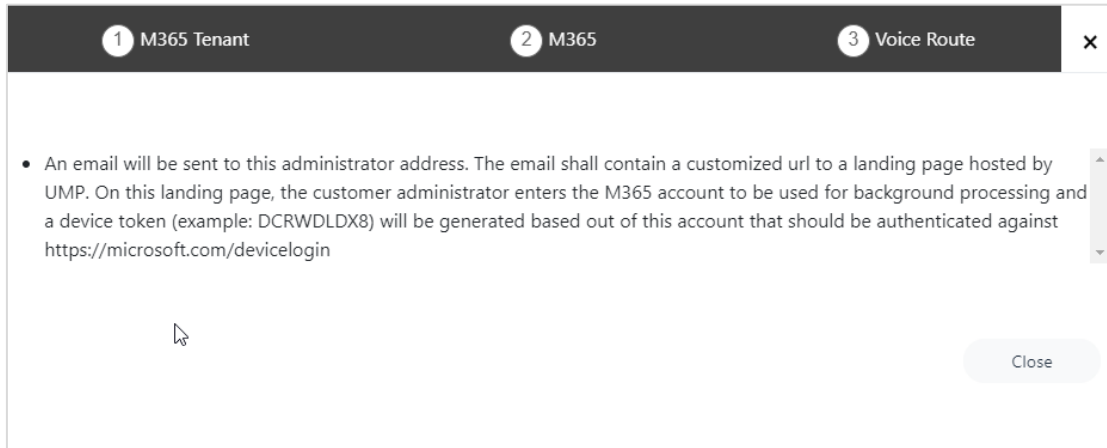 1 M365 Tenant 2 M365 3 Voice Route ×
• An email will be sent to this administrator address. The email shall contain a customized url to a landing page hosted by
UMP. On this landing page, the customer administrator enters the M365 account to be used for background processing and
a device token (example: DCRWDLDX8) will be generated based out of this account that should be authenticated against
https://microsoft.com/devicelogin
Close